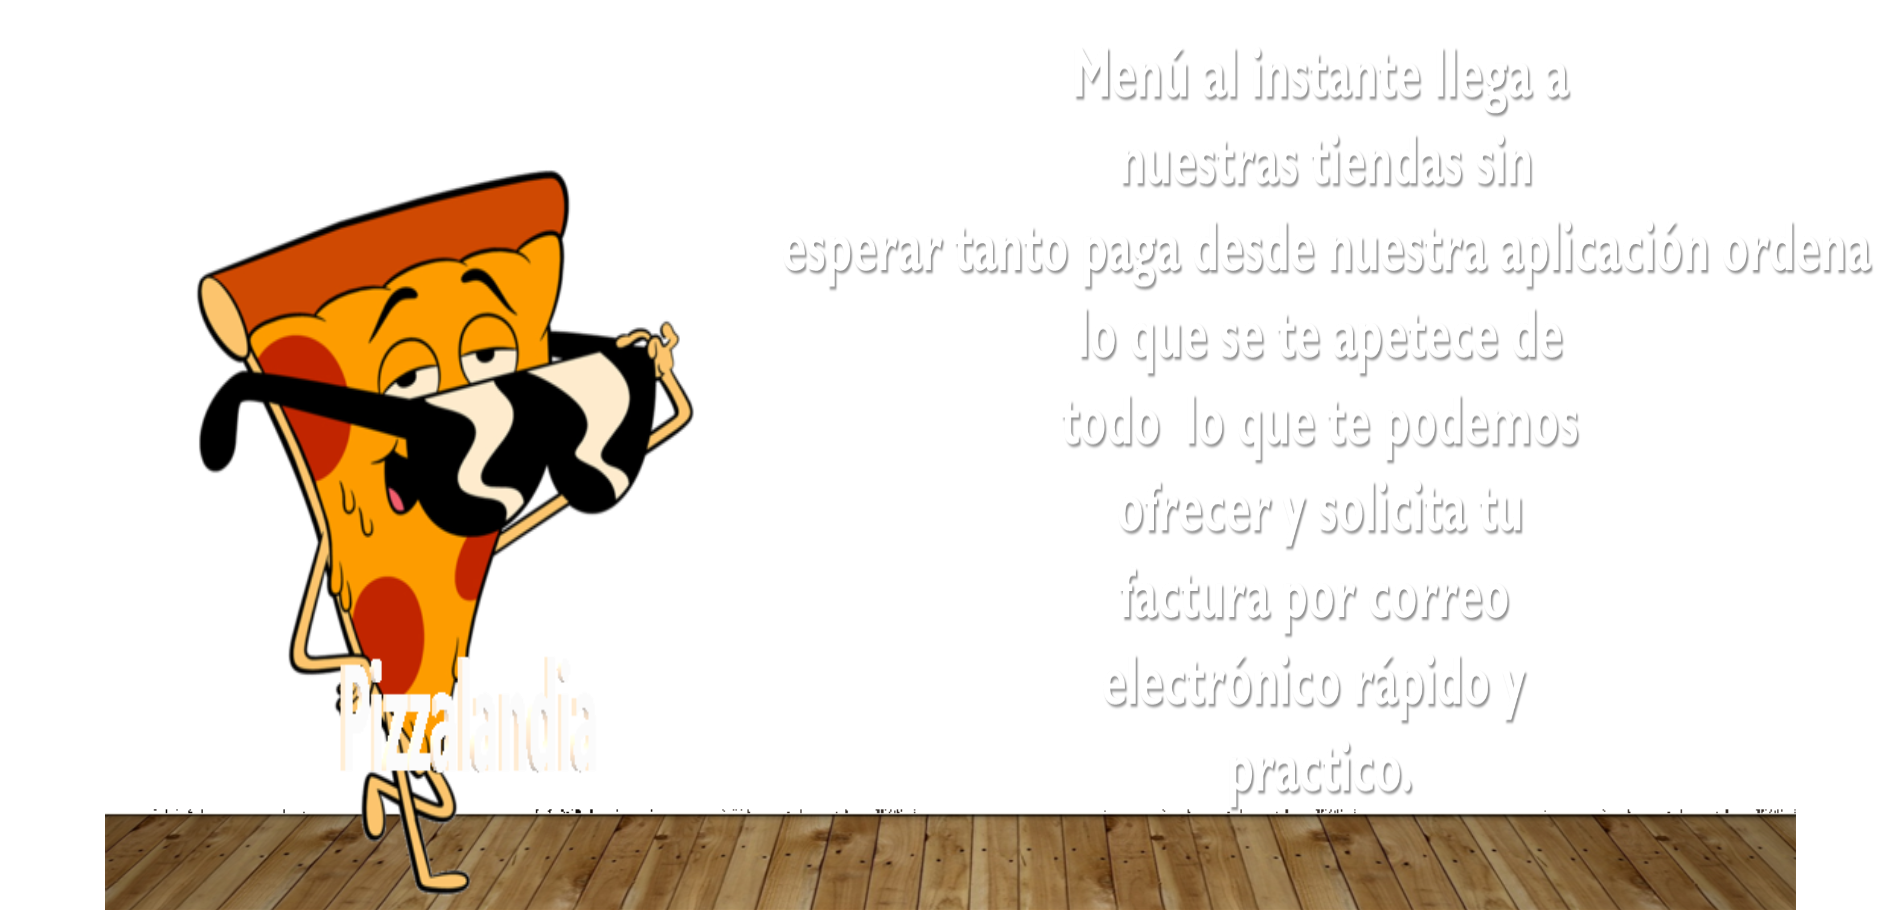 Menú al instante llega a
nuestras tiendas sin
esperar tanto paga desde nuestra aplicación ordena
lo que se te apetece de
todo  lo que te podemos
ofrecer y solicita tu
factura por correo
electrónico rápido y
practico.
Pizzalandia